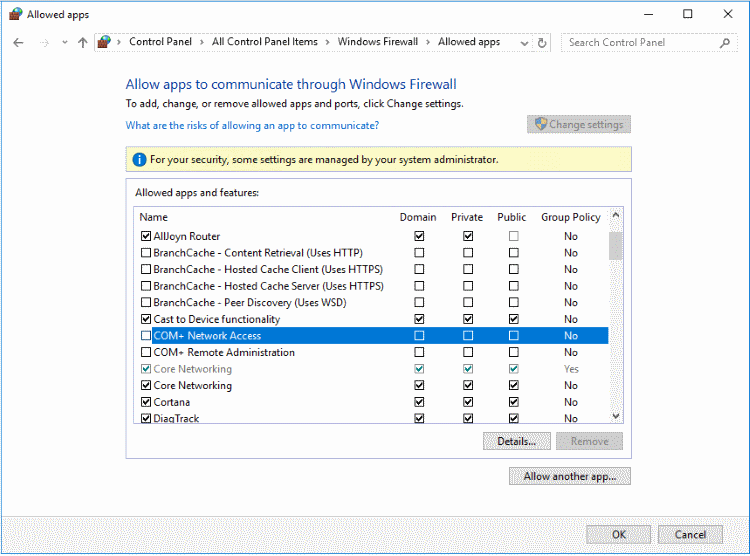 Allowed apps
Control Panel > All Control Panel Items > Windows Firewall > Allowed apps
Search Control Panel
Allow apps to communicate through Windows Firewall
To add, change, or remove allowed apps and ports, click Change settings.
What are the risks of allowing an app to communicate?
Change settings
For your security, some settings are managed by your system administrator.
Allowed apps and features:
Name Domain Private Public Group Policy
AllJoyn Router No
BranchCache - Content Retrieval (Uses HTTP) No
BranchCache - Hosted Cache Client (Uses HTTPS) No
BranchCache - Hosted Cache Server (Uses HTTPS) No
BranchCache - Peer Discovery (Uses WSD) No
Cast to Device functionality No
COM+ Network Access No
COM+ Remote Administration No
Core Networking Yes
Core Networking No
Cortana No
DiagTrack No
Details... Remove
Allow another app...
OK Cancel